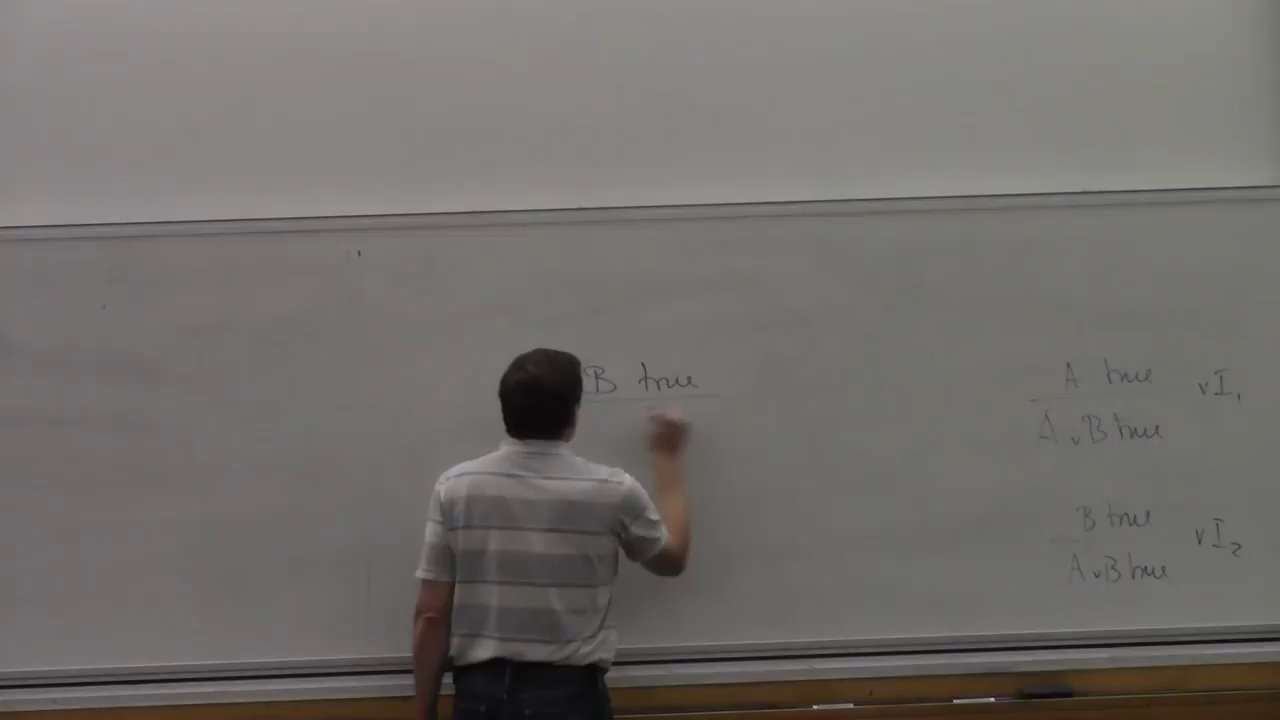 B true
A true
∨I₁
A ∨ B true
B true
∨I₂
A ∨ B true